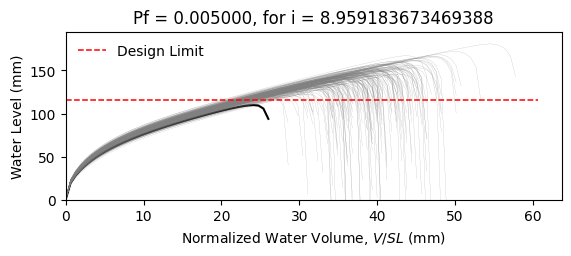 Pf = 0.005000, for i = 8.959183673469388
Design Limit
Water Level (mm)
150
100
50
0
0 10 20 30 40 50 60
Normalized Water Volume, V/SL (mm)